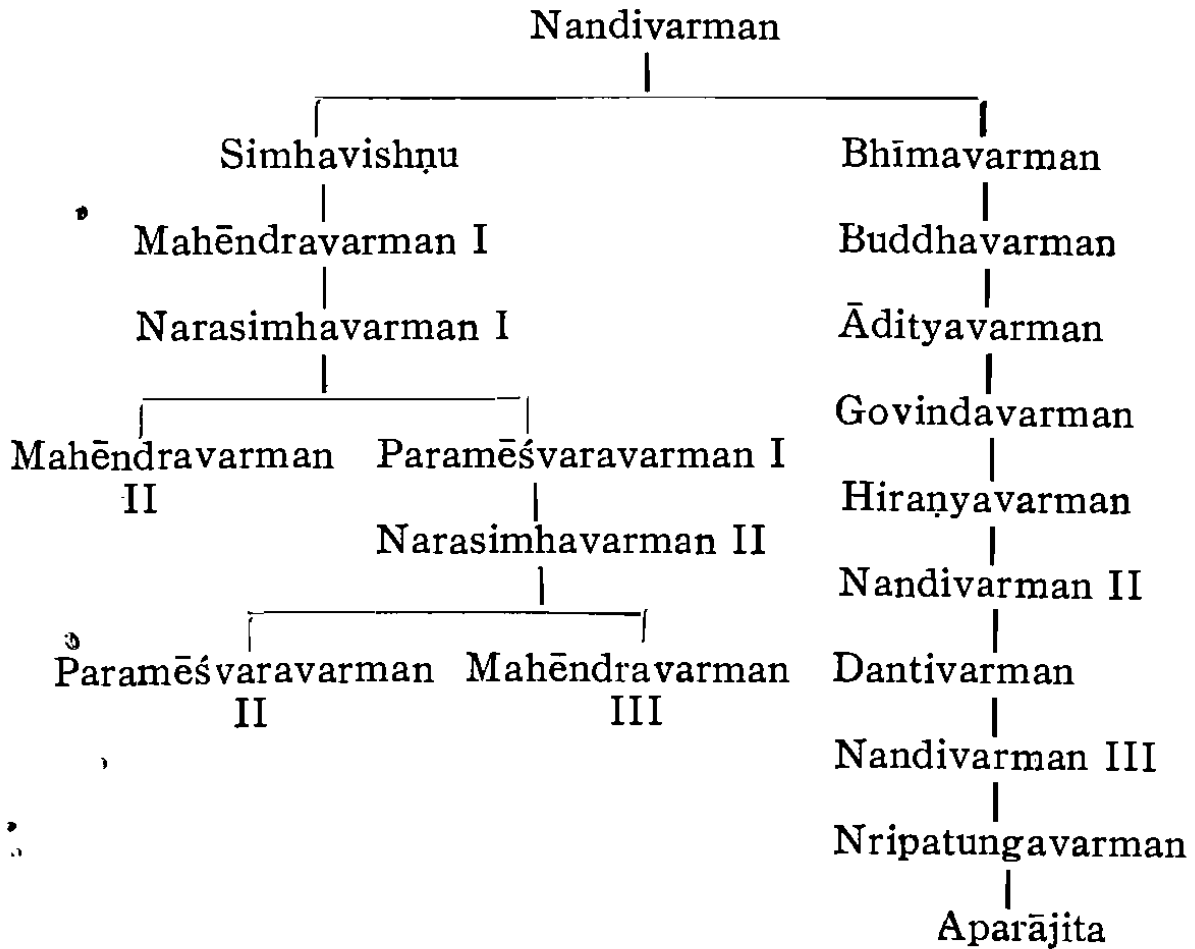 Nandivarman
Simhavishṇu Bhīmavarman
Mahēndravarman I Buddhavarman
Narasimhavarman I Ādityavarman
Govindavarman
Mahēndravarman Paramēśvaravarman I
II Hiraṇyavarman
Narasimhavarman II
Nandivarman II
Paramēśvaravarman Mahēndravarman Dantivarman
II III
Nandivarman III
Nripatungavarman
Aparājita